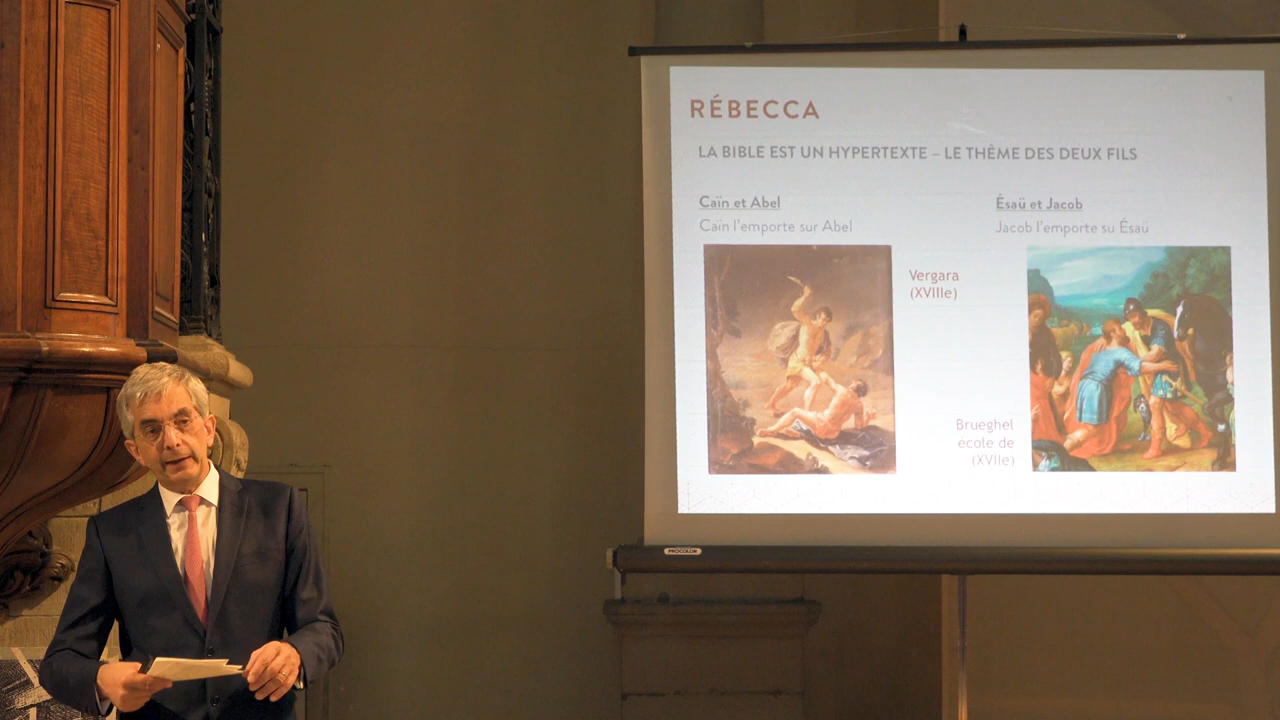 RÉBECCA
LA BIBLE EST UN HYPERTEXTE – LE THÈME DES DEUX FILS
Caïn et Abel
Caïn l'emporte sur Abel
Ésaü et Jacob
Jacob l'emporte su Ésaü
Vergara
(XVIIIe)
Brueghel
école de
(XVIIe)
PROCOLOR